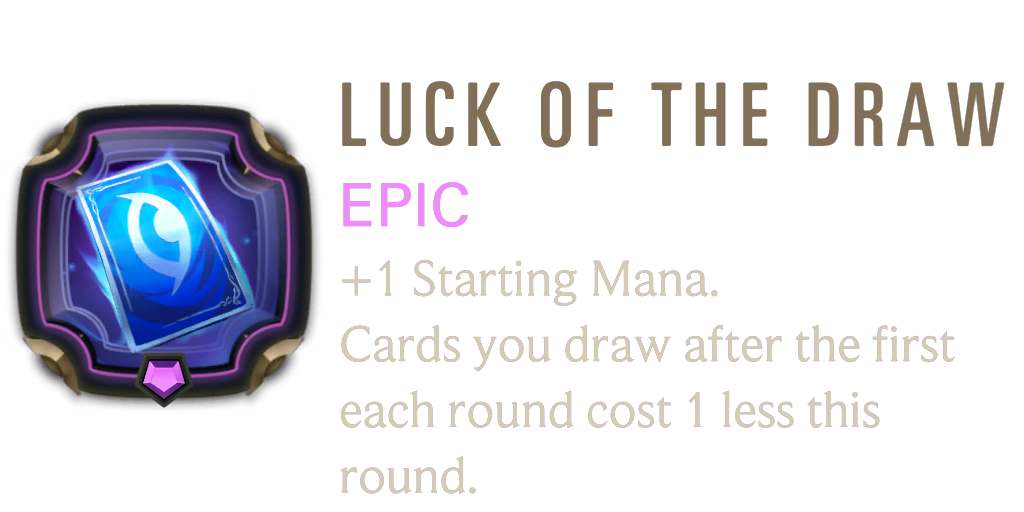 LUCK OF THE DRAW
EPIC
+1 Starting Mana.
Cards you draw after the first
each round cost 1 less this
round.